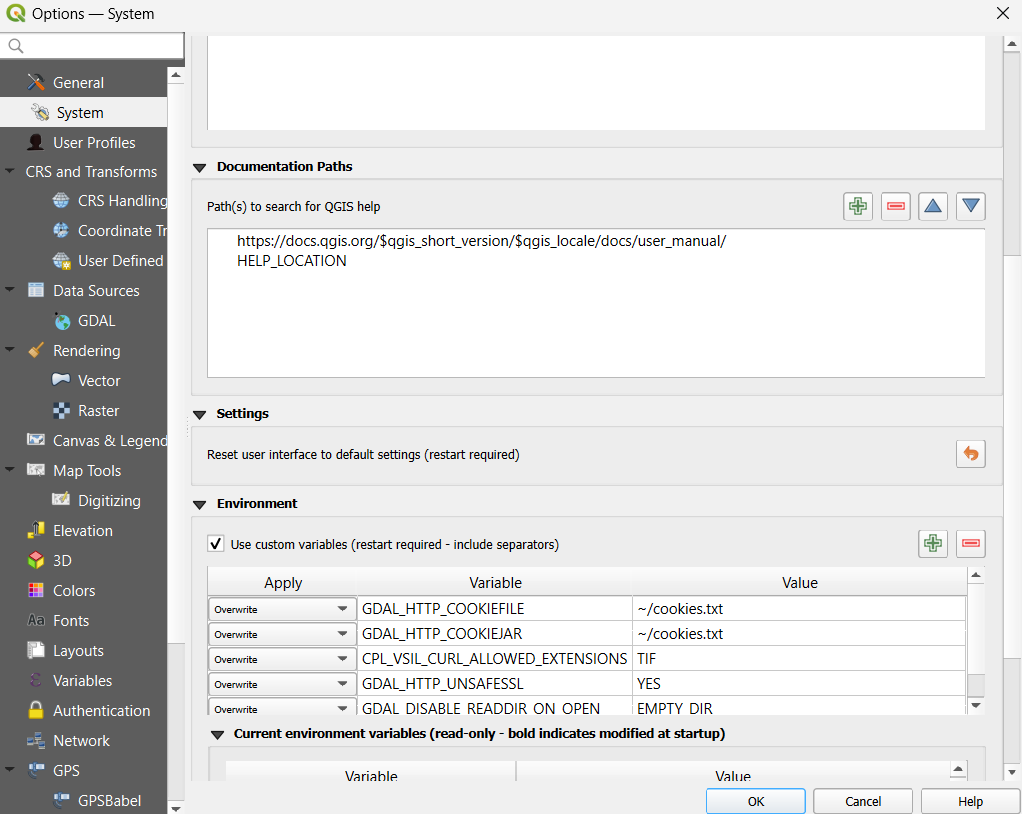 Options — System
General
System
User Profiles
CRS and Transforms
CRS Handling
Coordinate Tr
User Defined
Data Sources
GDAL
Rendering
Vector
Raster
Canvas & Legend
Map Tools
Digitizing
Elevation
3D
Colors
Aa Fonts
Layouts
Variables
Authentication
Network
GPS
GPSBabel
Documentation Paths
Path(s) to search for QGIS help
https://docs.qgis.org/$qgis_short_version/$qgis_locale/docs/user_manual/
HELP_LOCATION
Settings
Reset user interface to default settings (restart required)
Environment
Use custom variables (restart required - include separators)
Apply Variable Value
Overwrite GDAL_HTTP_COOKIEFILE ~/cookies.txt
Overwrite GDAL_HTTP_COOKIEJAR ~/cookies.txt
Overwrite CPL_VSIL_CURL_ALLOWED_EXTENSIONS TIF
Overwrite GDAL_HTTP_UNSAFESSL YES
Overwrite GDAL_DISABLE_READDIR_ON_OPEN EMPTY_DIR
Current environment variables (read-only - bold indicates modified at startup)
Variable Value
OK Cancel Help